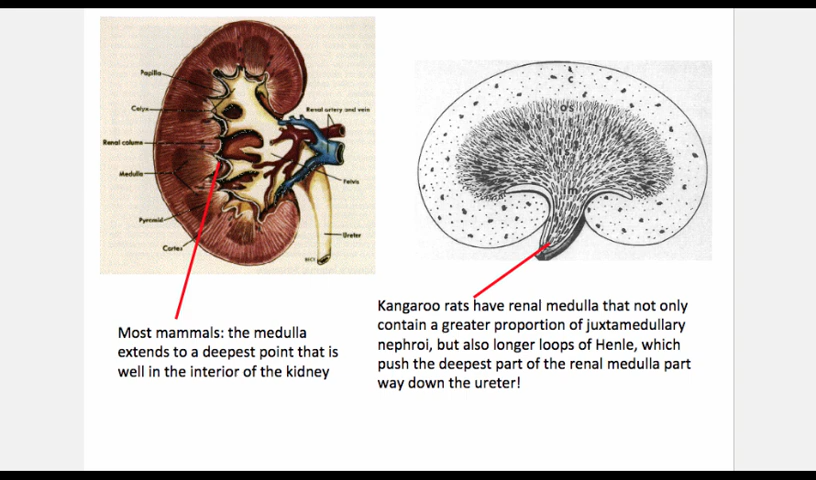 Papilla
Calyx
Renal column
Medulla
Pyramid
Cortex
Renal artery and vein
Pelvis
Ureter
C
OS
Most mammals: the medulla
extends to a deepest point that is
well in the interior of the kidney
Kangaroo rats have renal medulla that not only
contain a greater proportion of juxtamedullary
nephroi, but also longer loops of Henle, which
push the deepest part of the renal medulla part
way down the ureter!